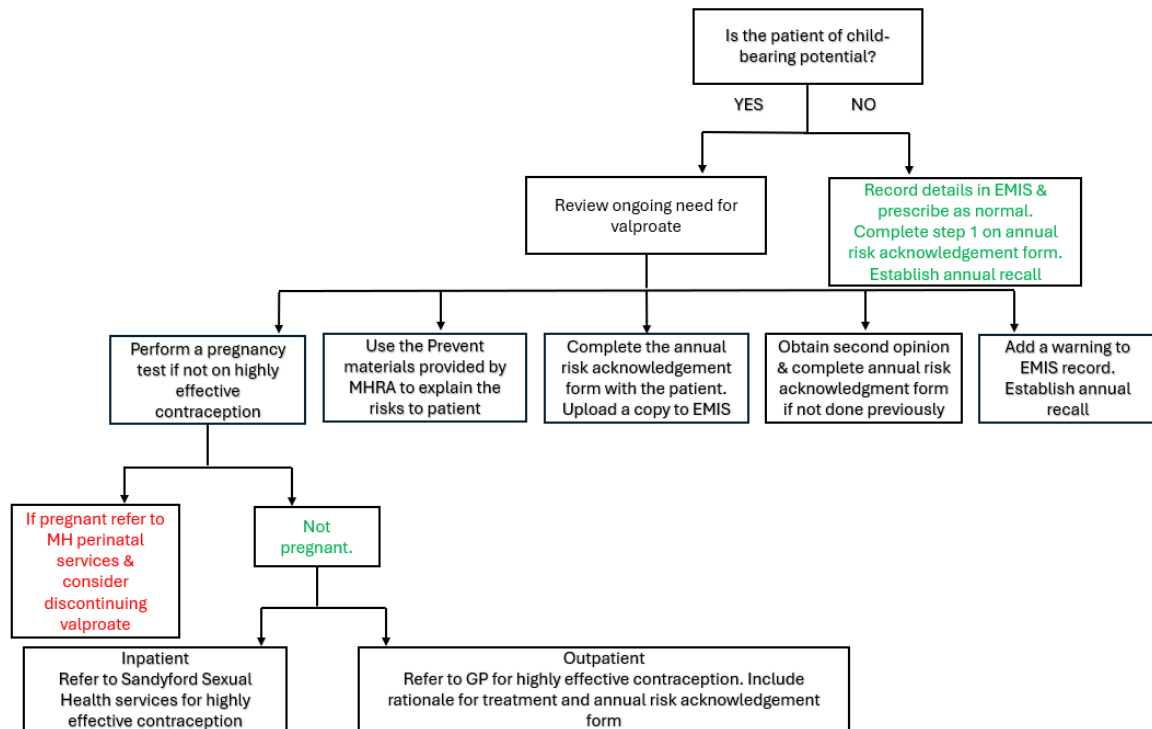 Is the patient of child-
bearing potential?
YES
NO
Review ongoing need for
valproate
Record details in EMIS &
prescribe as normal.
Complete step 1 on annual
risk acknowledgement form.
Establish annual recall
Perform a pregnancy
test if not on highly
effective
contraception
Use the Prevent
materials provided by
MHRA to explain the
risks to patient
Complete the annual
risk acknowledgement
form with the patient.
Upload a copy to EMIS
Obtain second opinion
& complete annual risk
acknowledgment form
if not done previously
Add a warning to
EMIS record.
Establish annual
recall
If pregnant refer to
MH perinatal
services &
consider
discontinuing
valproate
Not
pregnant.
Inpatient
Refer to Sandyford Sexual
Health services for highly
effective contraception
Outpatient
Refer to GP for highly effective contraception. Include
rationale for treatment and annual risk acknowledgement
form